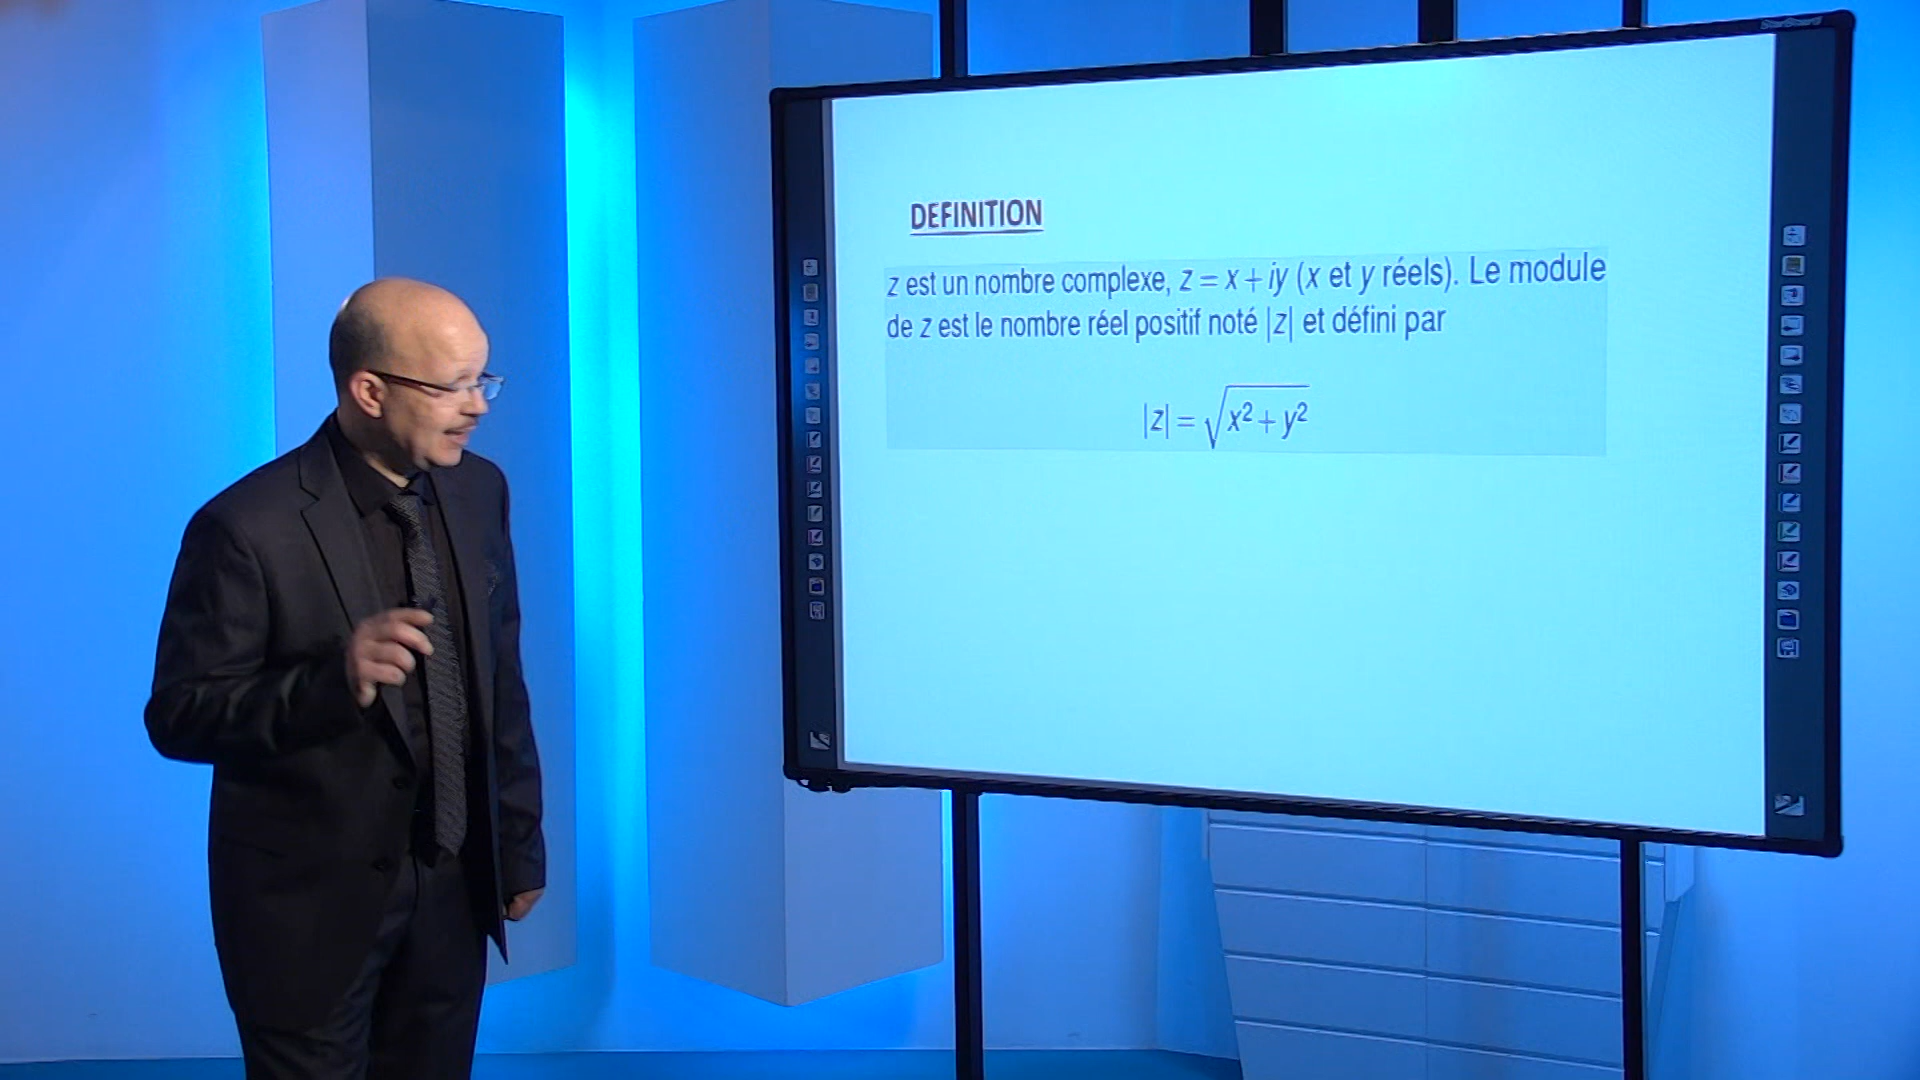 StarBoard
DEFINITION
z est un nombre complexe, z = x + iy (x et y réels). Le module
de z est le nombre réel positif noté |z| et défini par
|z| = √x² + y²